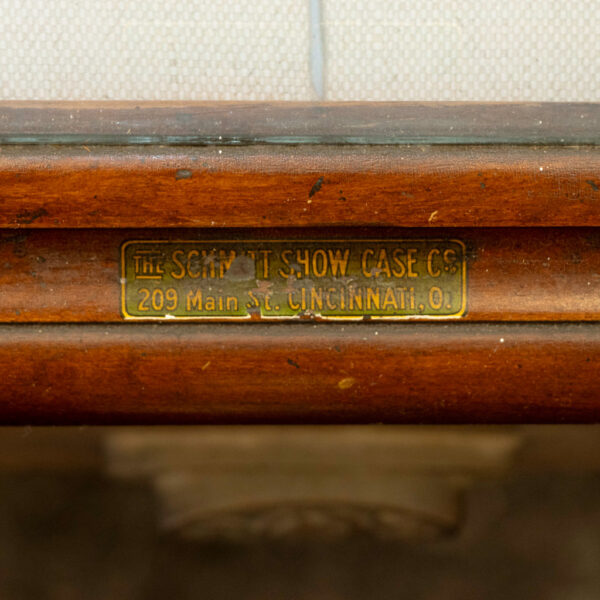 THE SCHMITT SHOW CASE Co
209 Main St. CINCINNATI, O.